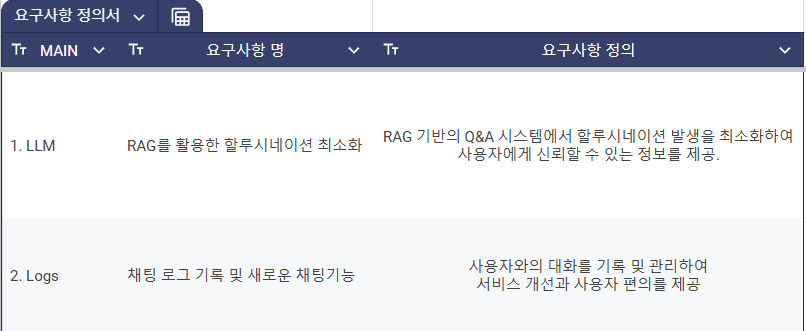 요구사항 정의서
MAIN
요구사항 명
요구사항 정의
1. LLM
RAG를 활용한 할루시네이션 최소화
RAG 기반의 Q&A 시스템에서 할루시네이션 발생을 최소화하여
사용자에게 신뢰할 수 있는 정보를 제공.
2. Logs
채팅 로그 기록 및 새로운 채팅기능
사용자와의 대화를 기록 및 관리하여
서비스 개선과 사용자 편의를 제공